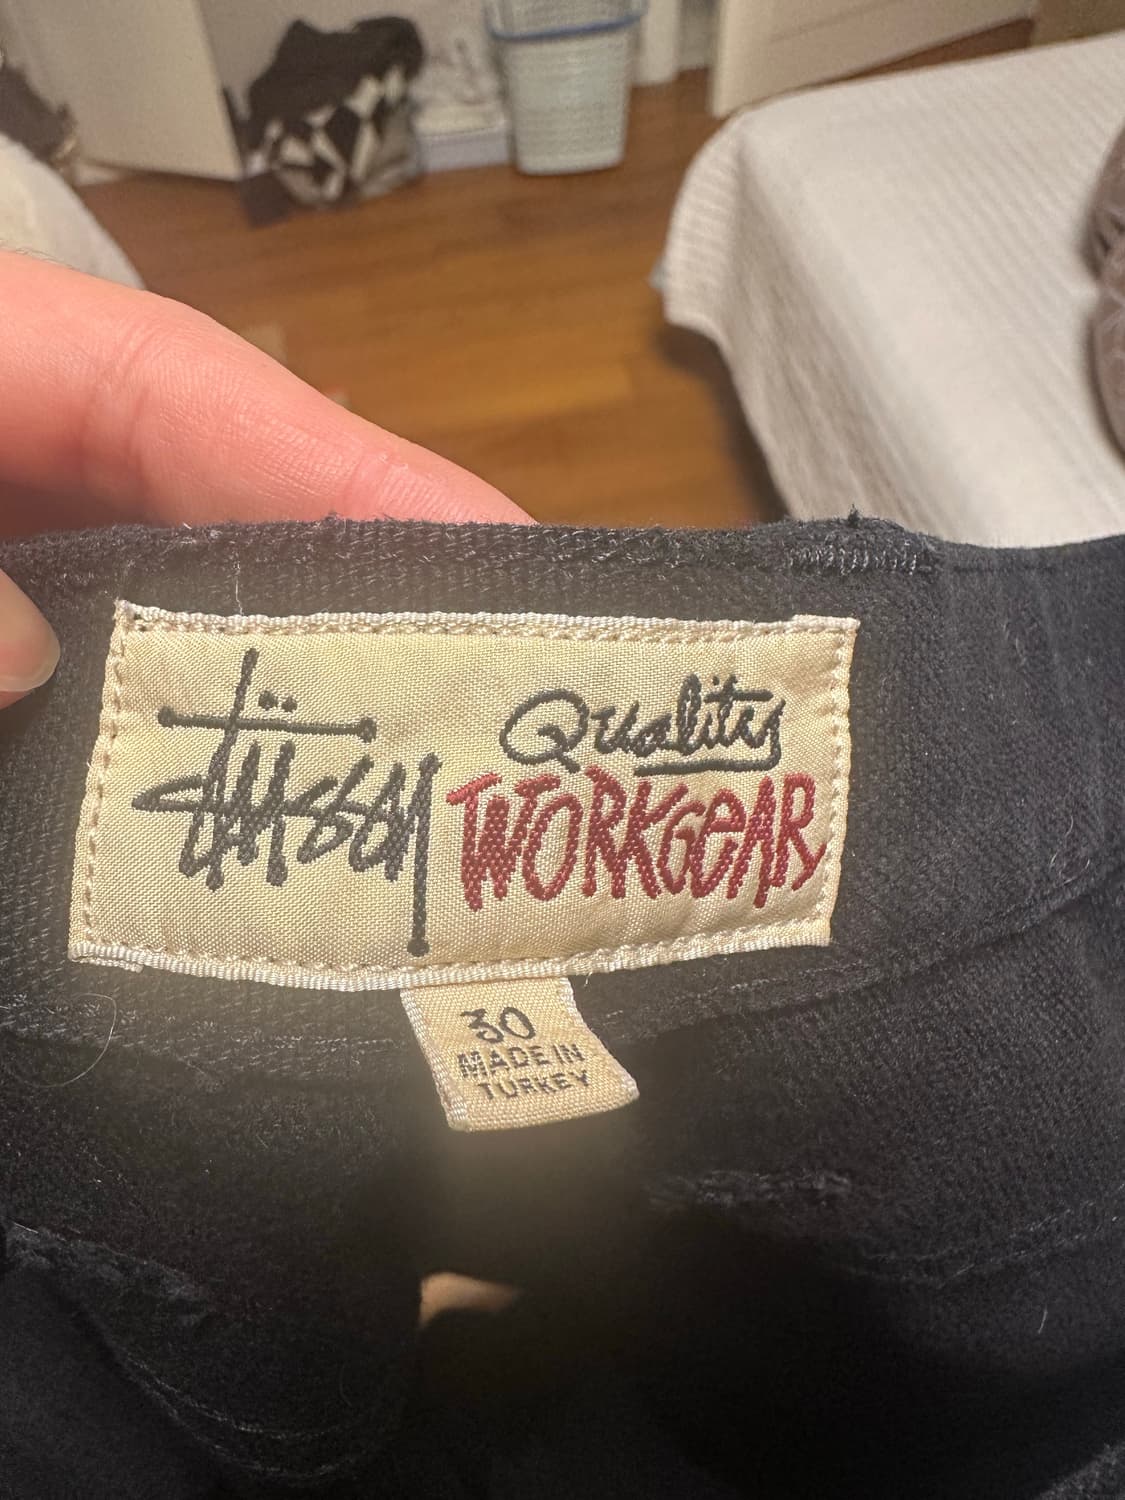 Stüssy
Quality
WORKGEAR
30
MADE IN
TURKEY